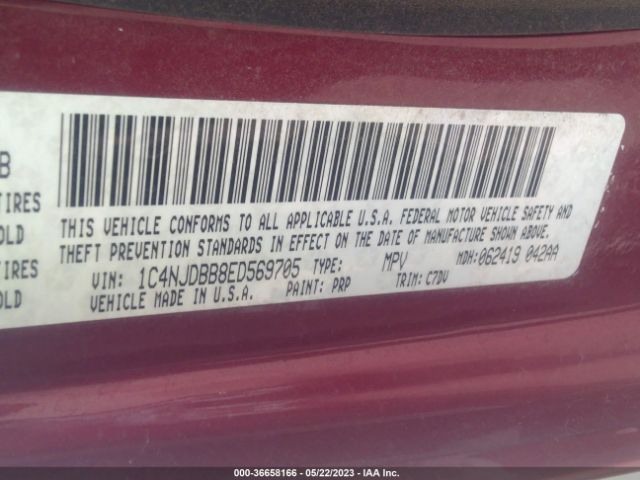 B
TIRES
OLD
TIRES
OLD
THIS VEHICLE CONFORMS TO ALL APPLICABLE U.S.A. FEDERAL MOTOR VEHICLE SAFETY AND
THEFT PREVENTION STANDARDS IN EFFECT ON THE DATE OF MANUFACTURE SHOWN ABOVE.
VIN: 1C4NJDBB8ED569705 TYPE: MPV MDH:062419 042AA
VEHICLE MADE IN U.S.A. PAINT: PRP TRIM: C7DV
000-36658166 - 05/22/2023 - IAA Inc.